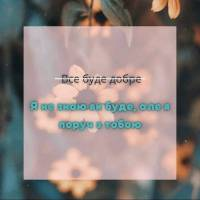 Все буде добре
Я не знаю чи буде, але я
поруч з тобою